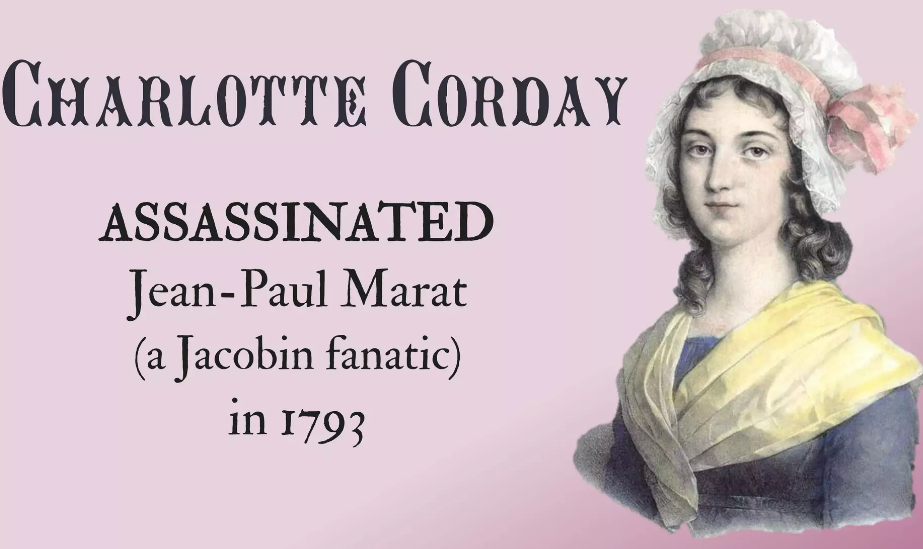 CHARLOTTE CORDAY
ASSASSINATED
Jean-Paul Marat
(a Jacobin fanatic)
in 1793